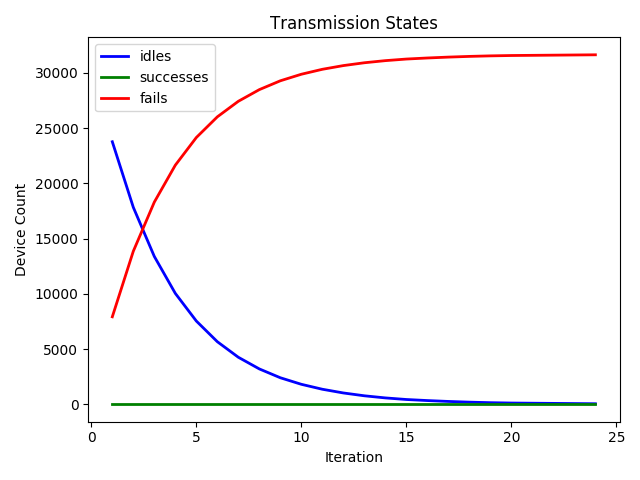 Transmission States
idles
successes
fails
Device Count
30000
25000
20000
15000
10000
5000
0
0 5 10 15 20 25
Iteration